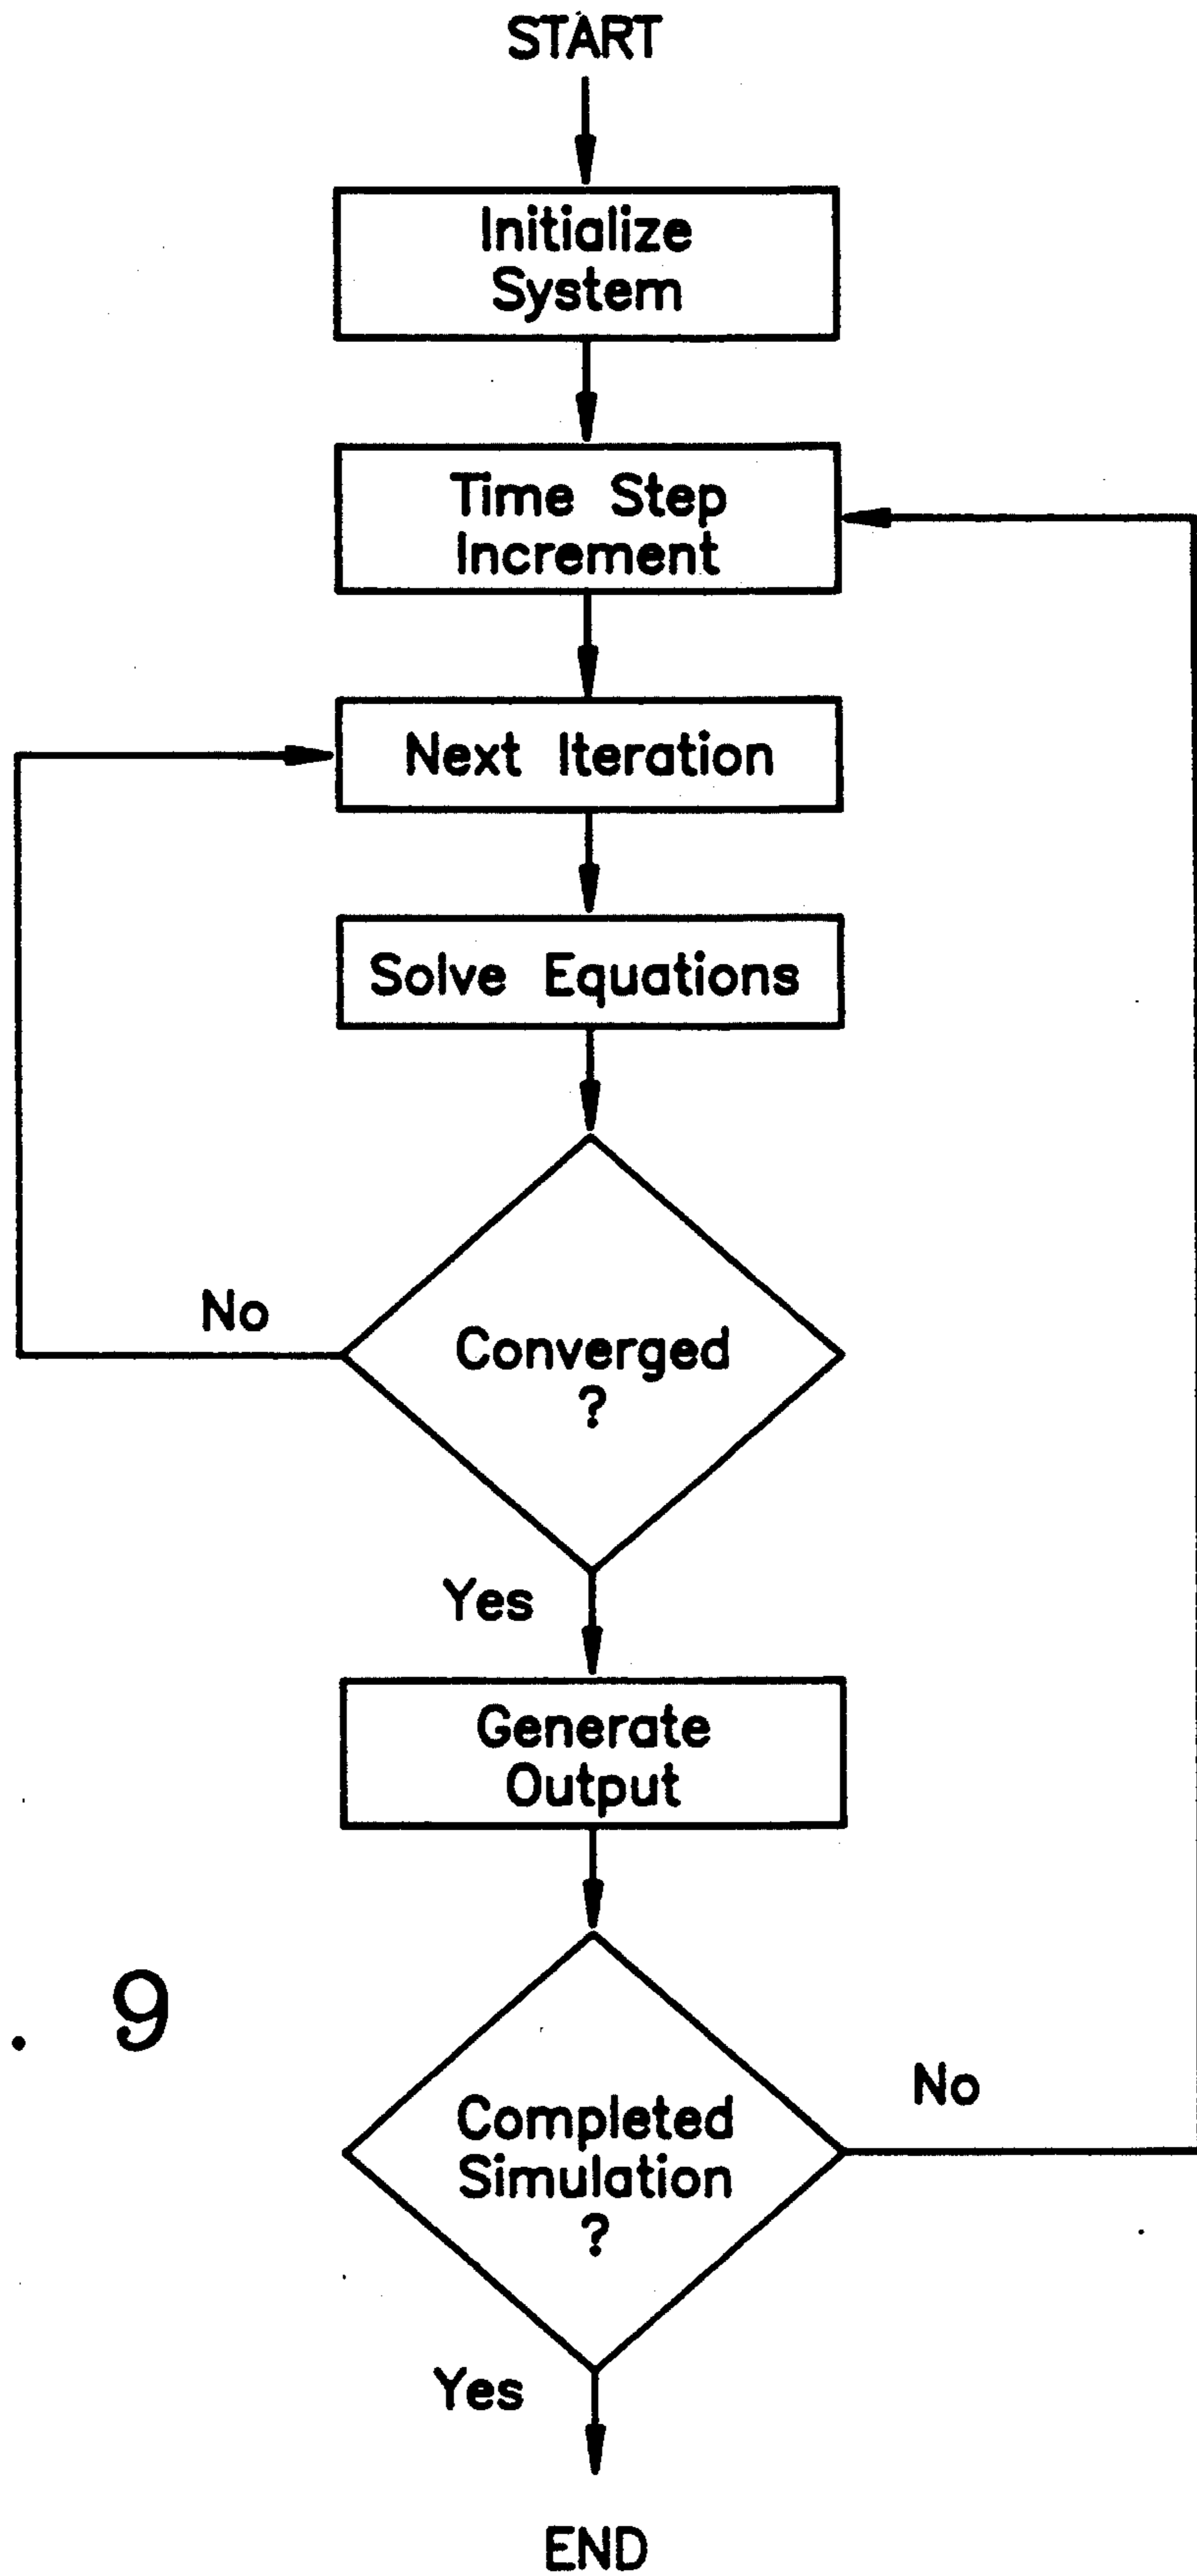 START
Initialize
System
Time Step
Increment
Next Iteration
Solve Equations
No
Converged
?
Yes
Generate
Output
. 9
No
Completed
Simulation
?
Yes
END